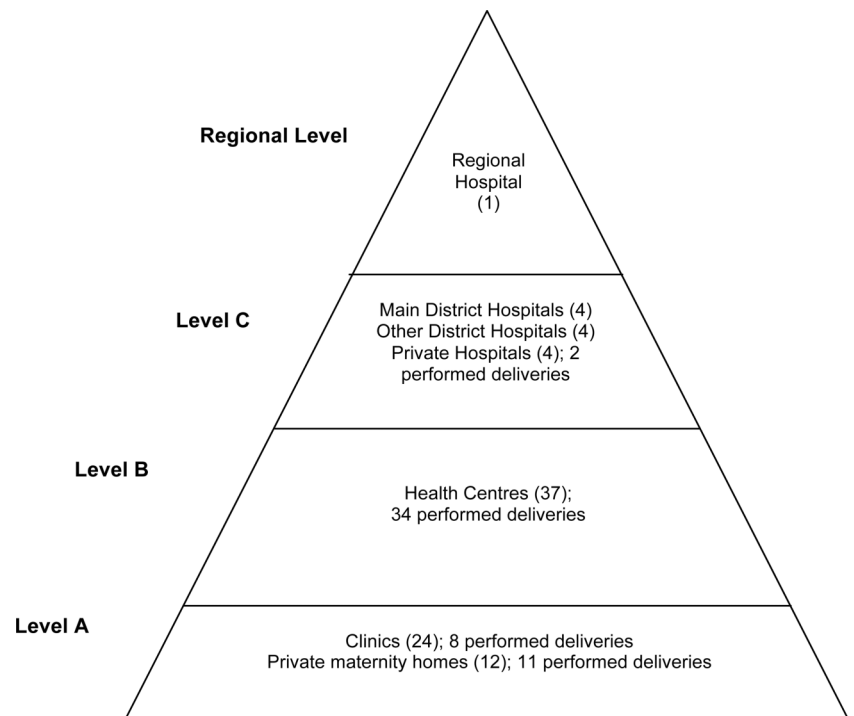 Regional Level
Regional
Hospital
(1)
Level C
Main District Hospitals (4)
Other District Hospitals (4)
Private Hospitals (4); 2
performed deliveries
Level B
Health Centres (37);
34 performed deliveries
Level A
Clinics (24); 8 performed deliveries
Private maternity homes (12); 11 performed deliveries